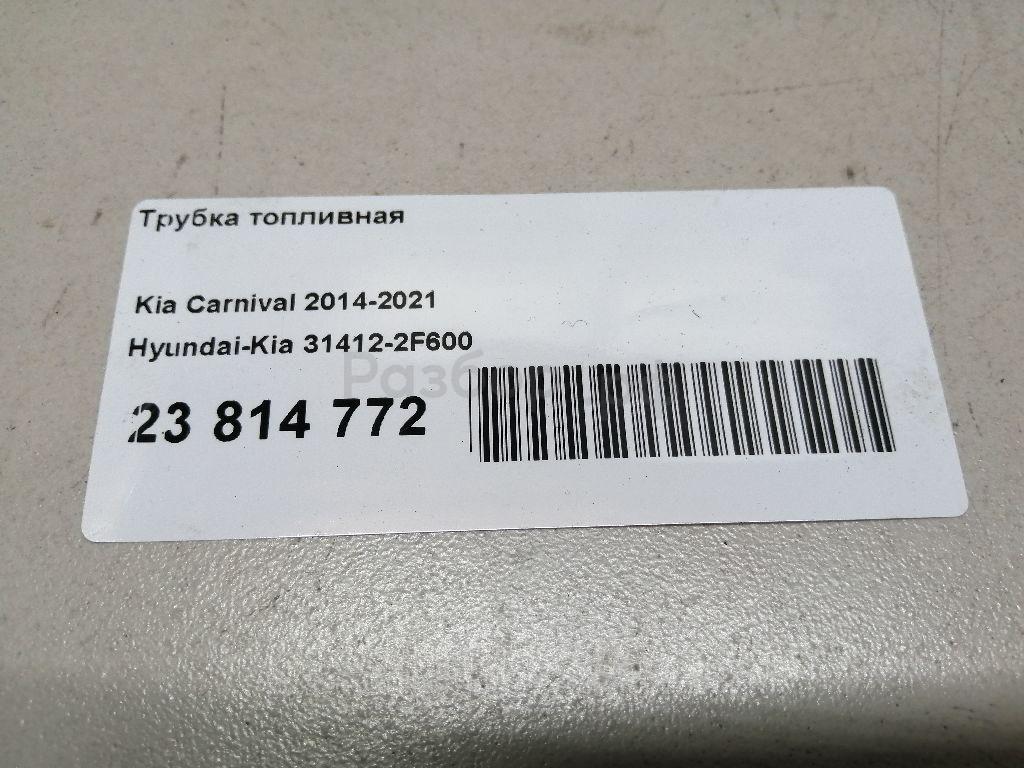 Трубка топливная
Kia Carnival 2014-2021
Hyundai-Kia 31412-2F600
23 814 772